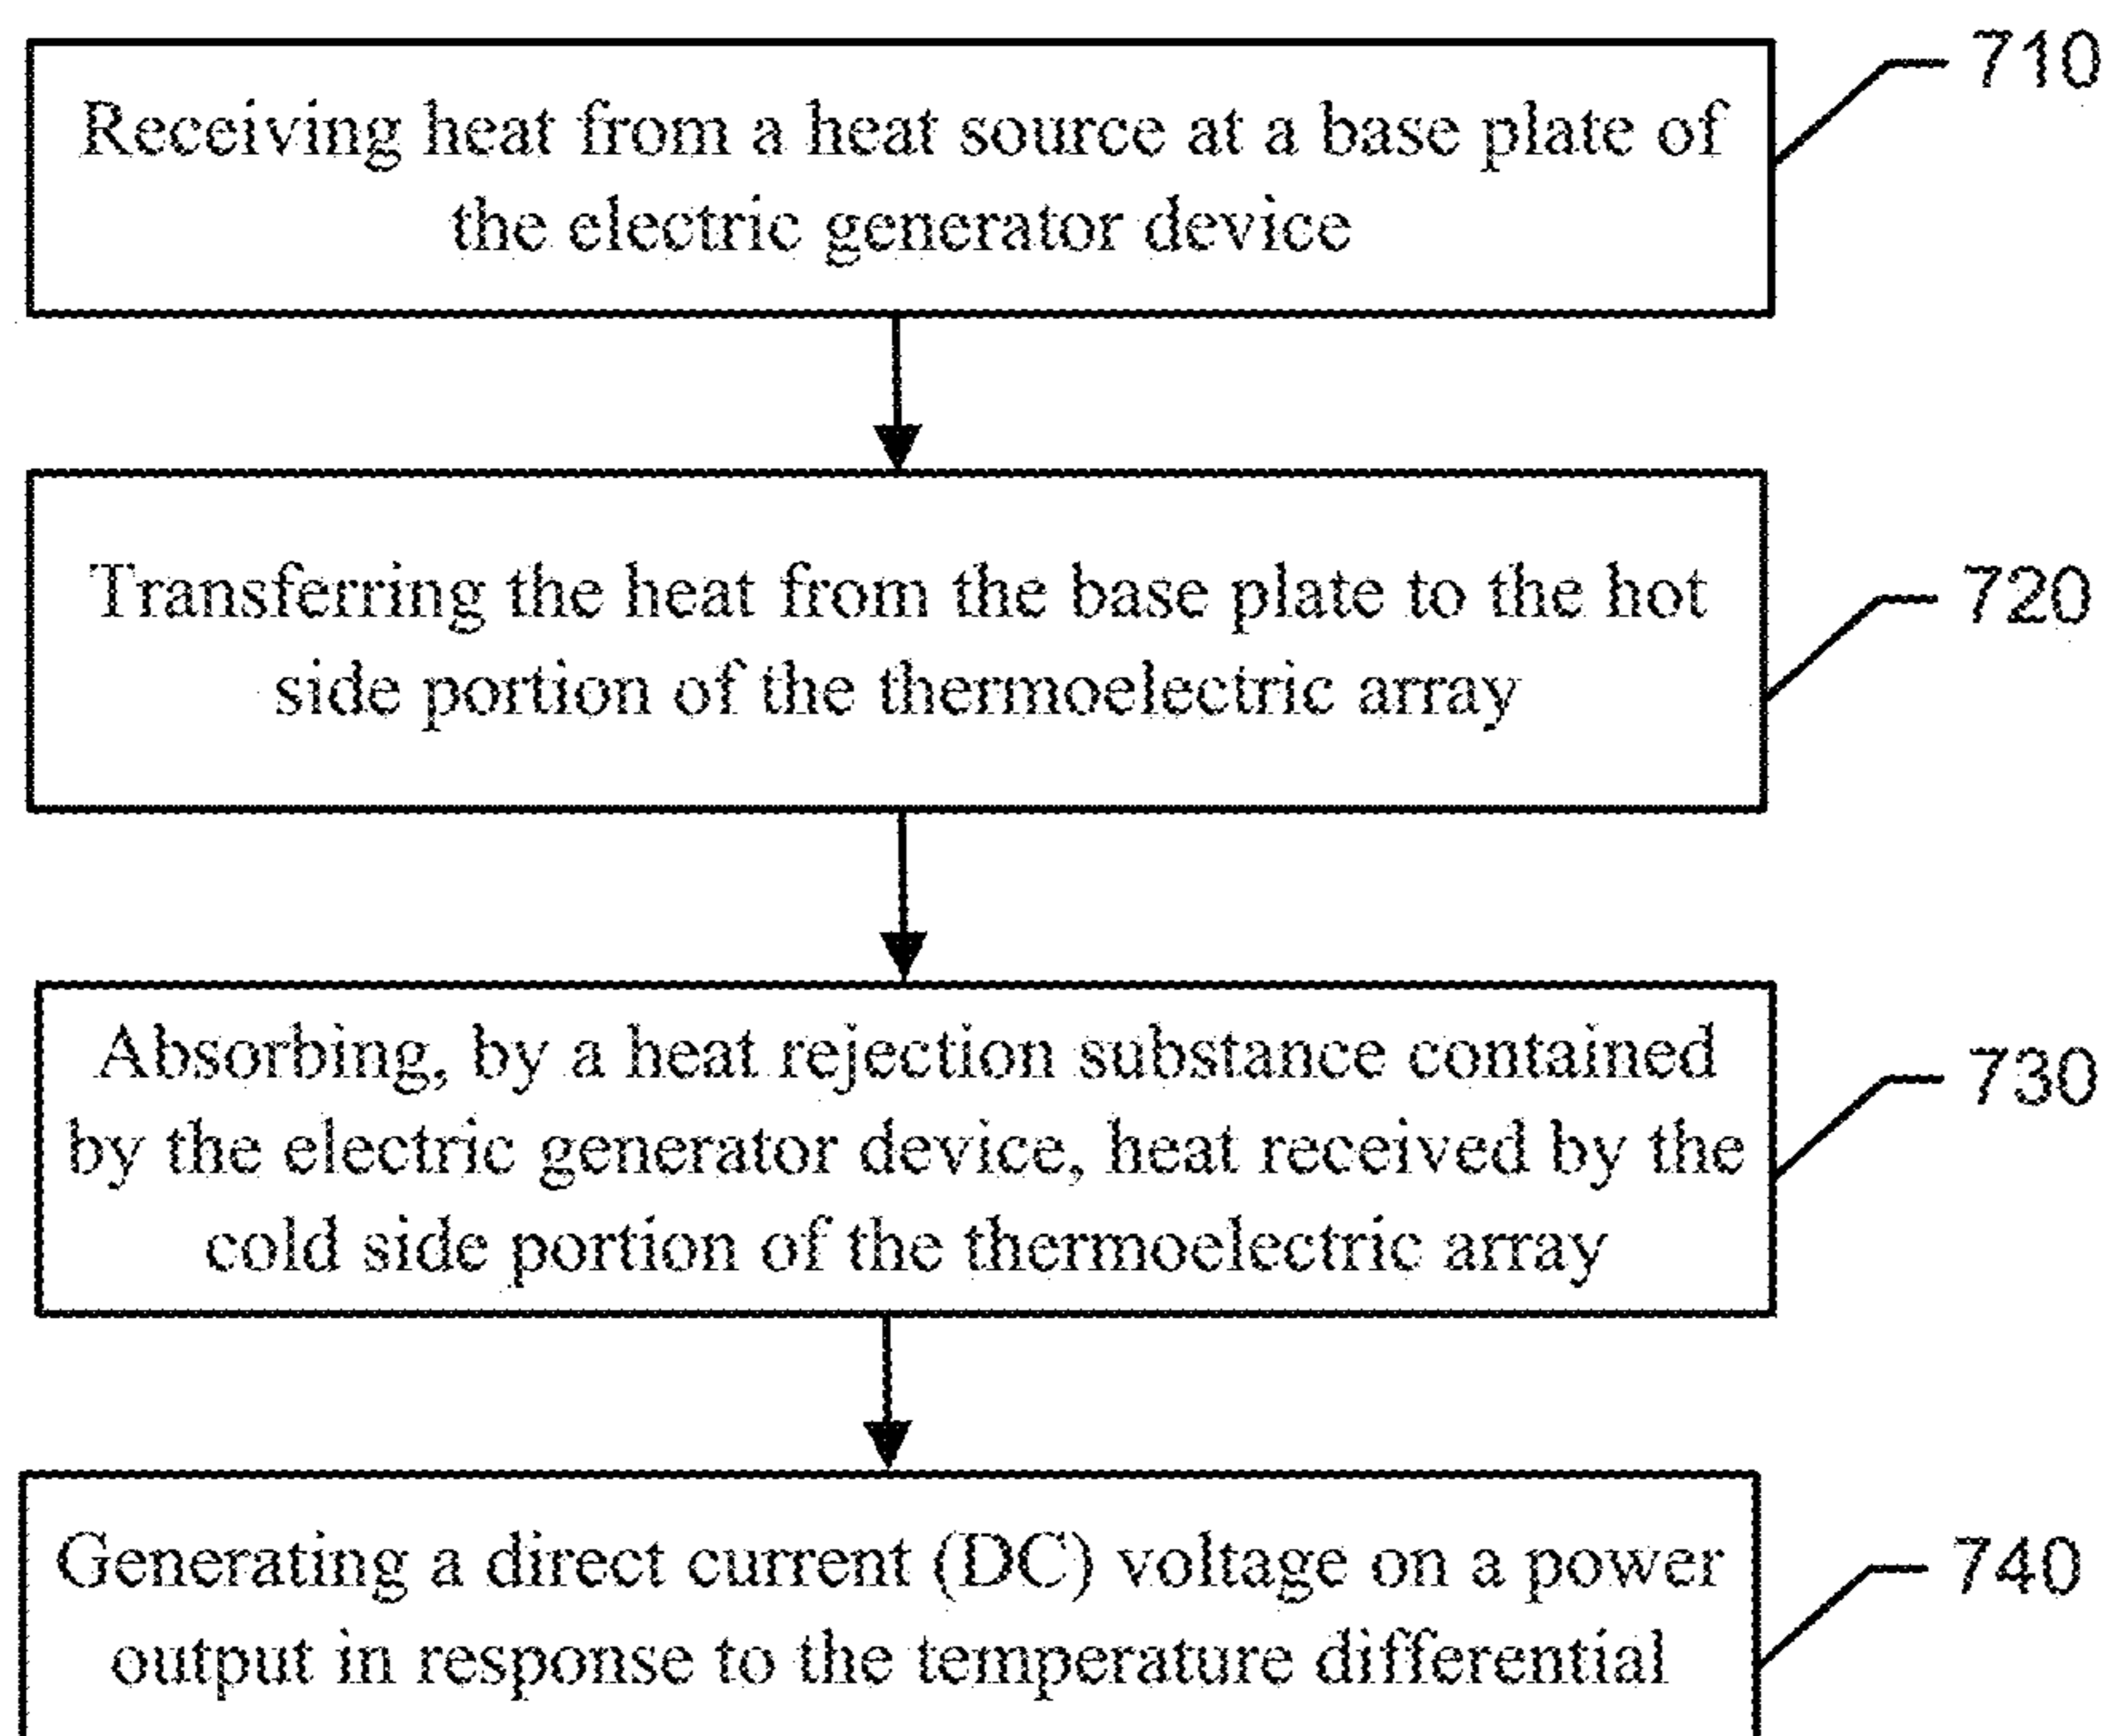 710
Receiving heat from a heat source at a base plate of
the electric generator device
720
Transferring the heat from the base plate to the hot
side portion of the thermoelectric array
730
Absorbing, by a heat rejection substance contained
by the electric generator device, heat received by the
cold side portion of the thermoelectric array
740
Generating a direct current (DC) voltage on a power
output in response to the temperature differential